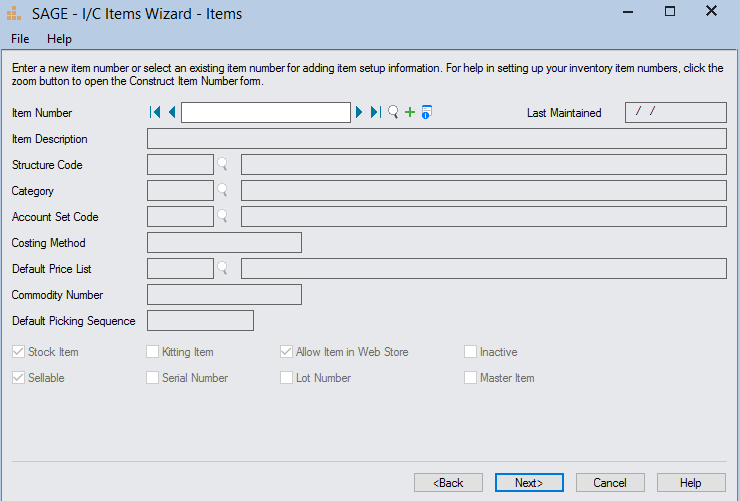 SAGE - I/C Items Wizard - Items
File Help
Enter a new item number or select an existing item number for adding item setup information. For help in setting up your inventory item numbers, click the
zoom button to open the Construct Item Number form.
Item Number Last Maintained / /
Item Description
Structure Code
Category
Account Set Code
Costing Method
Default Price List
Commodity Number
Default Picking Sequence
Stock Item Kitting Item Allow Item in Web Store Inactive
Sellable Serial Number Lot Number Master Item
<Back Next> Cancel Help